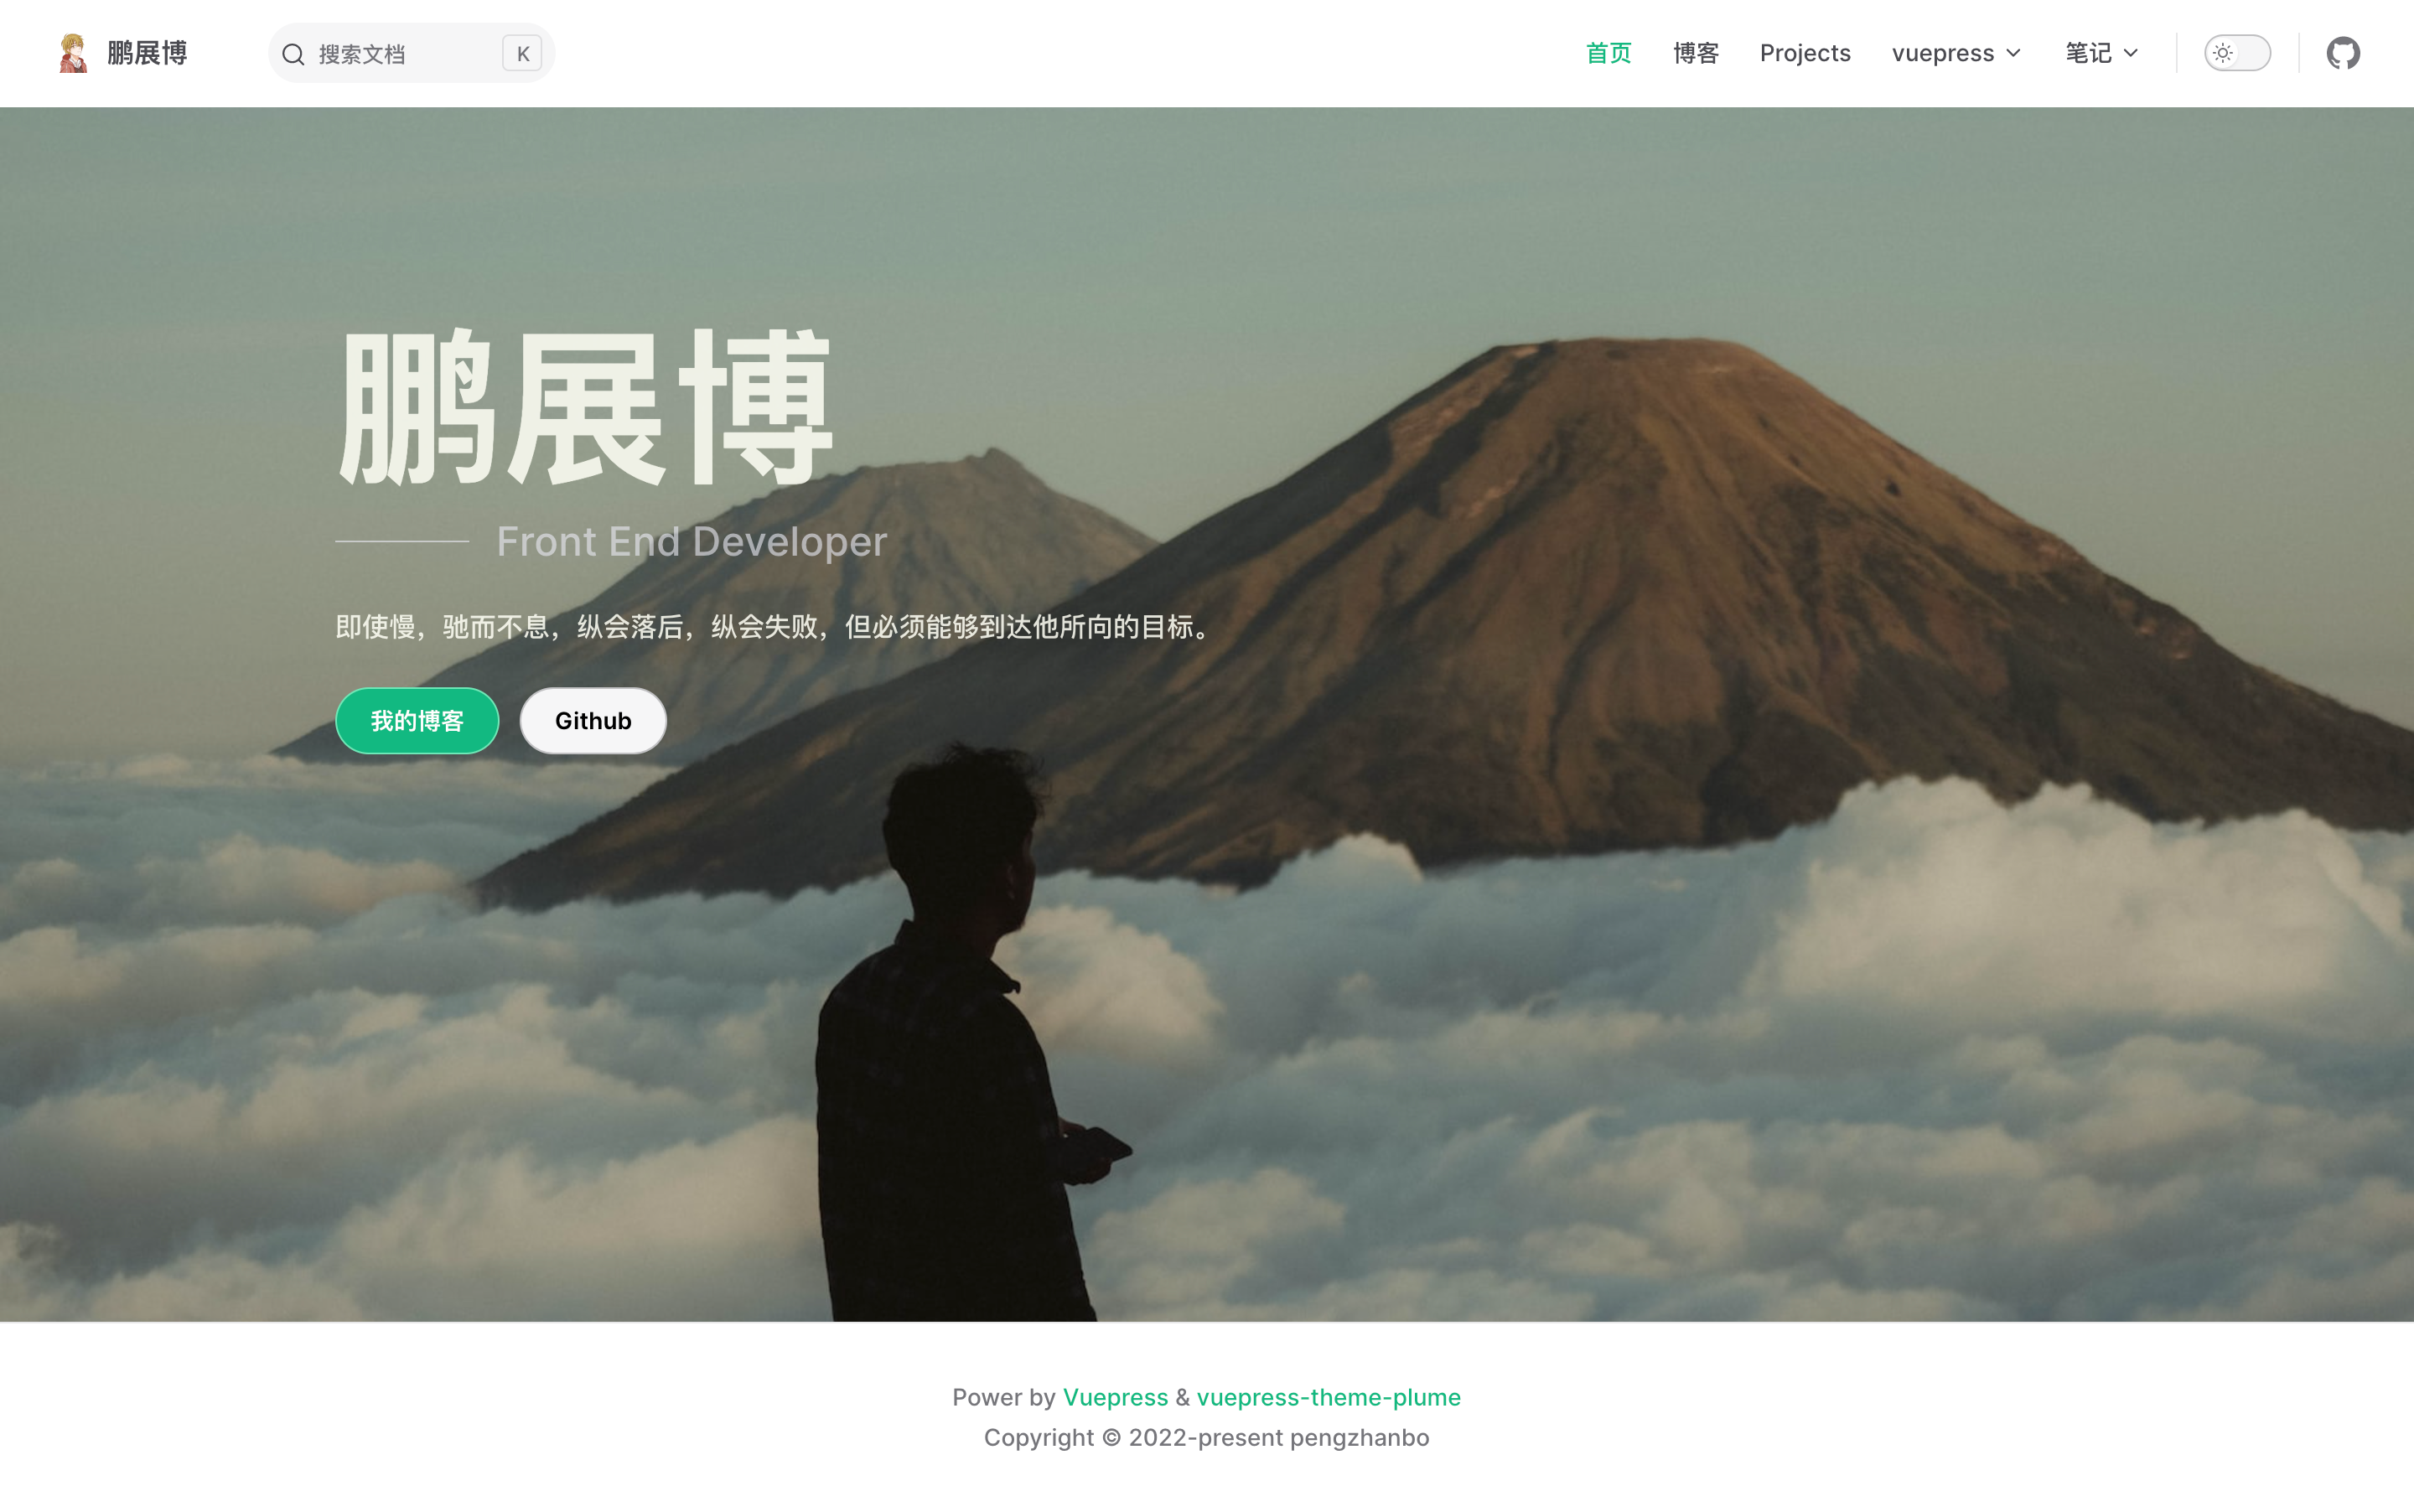 鹏展博
搜索文档 K
首页 博客 Projects vuepress 笔记
鹏展博
Front End Developer
即使慢，驰而不息，纵会落后，纵会失败，但必须能够到达他所向的目标。
我的博客 Github
Power by Vuepress & vuepress-theme-plume
Copyright © 2022-present pengzhanbo